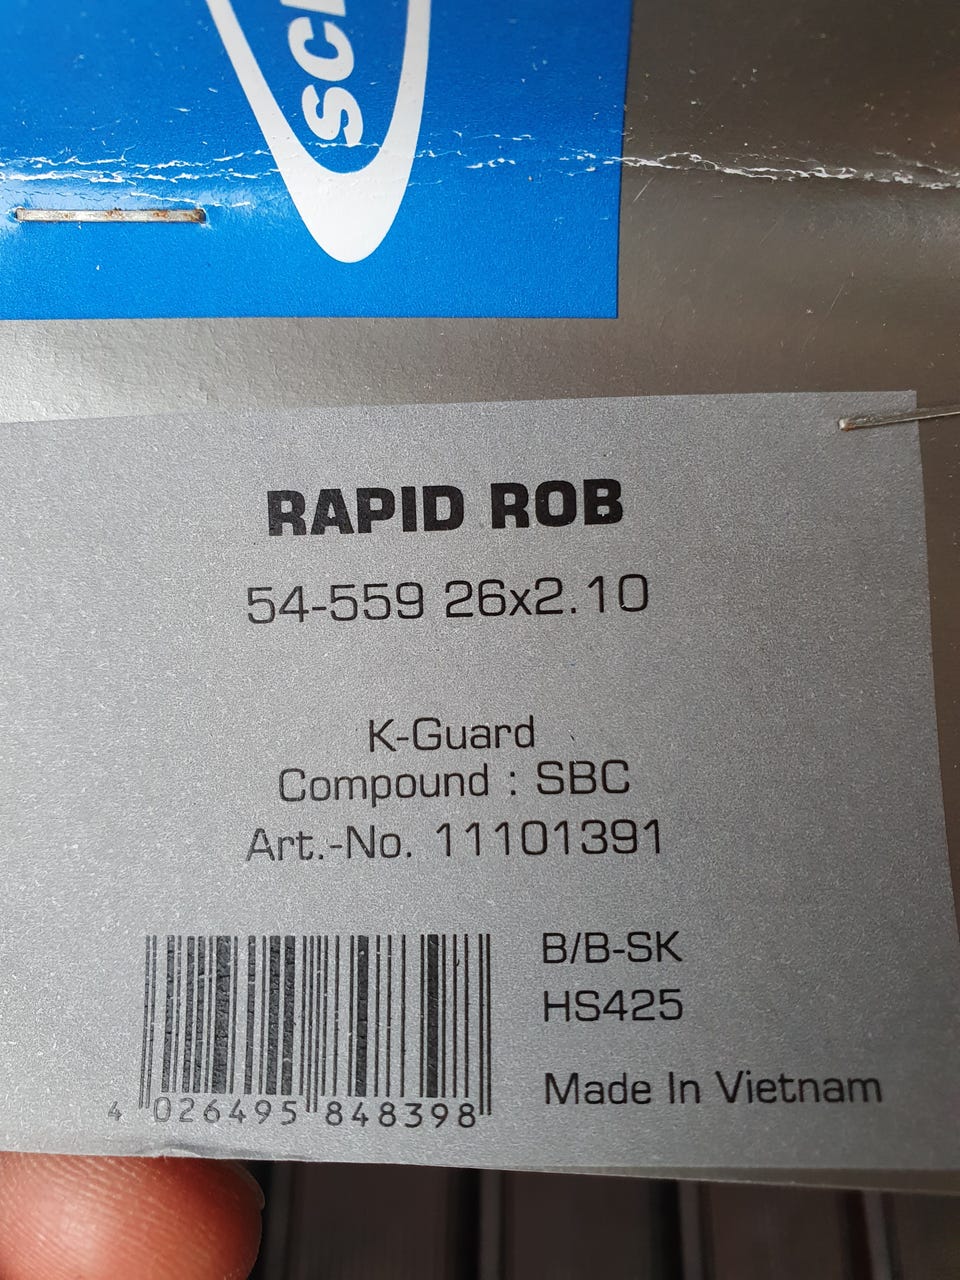 RAPID ROB
54-559 26x2.10
K-Guard
Compound : SBC
Art.-No. 11101391
B/B-SK
HS425
Made In Vietnam
4 026495 848398